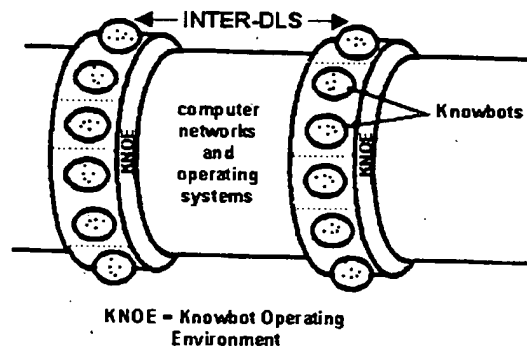 INTER-DLS
KNOE
computer
networks
and
operating
systems
KNOE
Knowbots
KNOE = Knowbot Operating
Environment